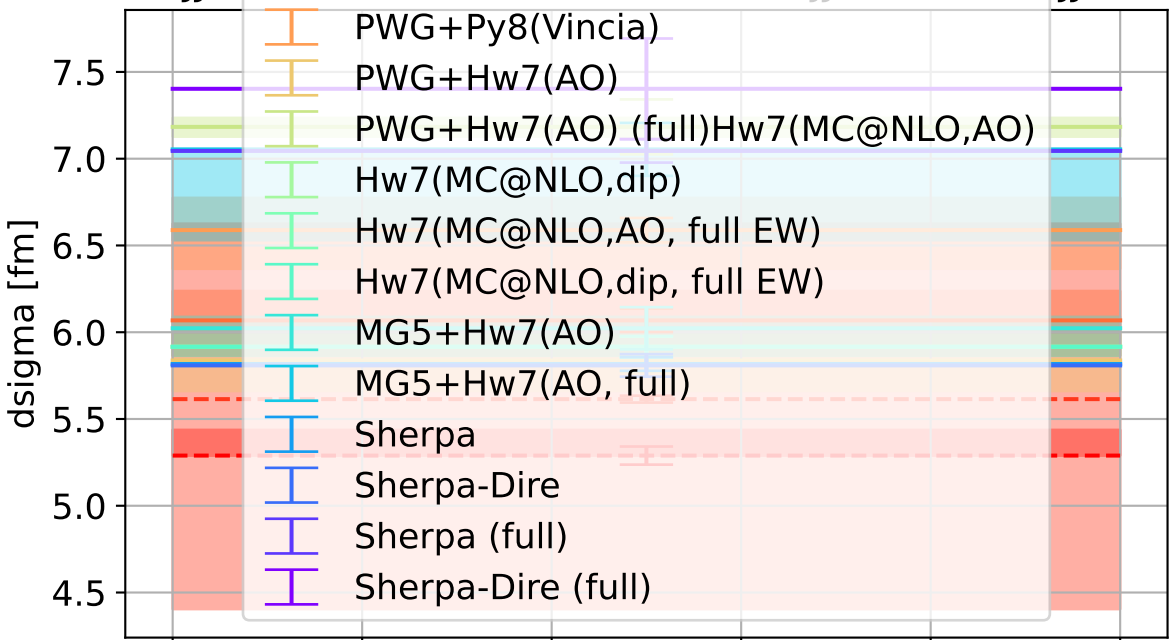 PWG+Py8(Vincia)
7.5
PWG+Hw7(AO)
PWG+Hw7(AO) (full)Hw7(MC@NLO,AO)
7.0
Hw7(MC@NLO,dip)
6.5
Hw7(MC@NLO,AO, full EW)
Hw7(MC@NLO,dip, full EW)
6.0
MG5+Hw7(AO)
MG5+Hw7(AO, full)
5.5
Sherpa
5.0
Sherpa-Dire
Sherpa (full)
4.5
Sherpa-Dire (full)
dsigma [fm]